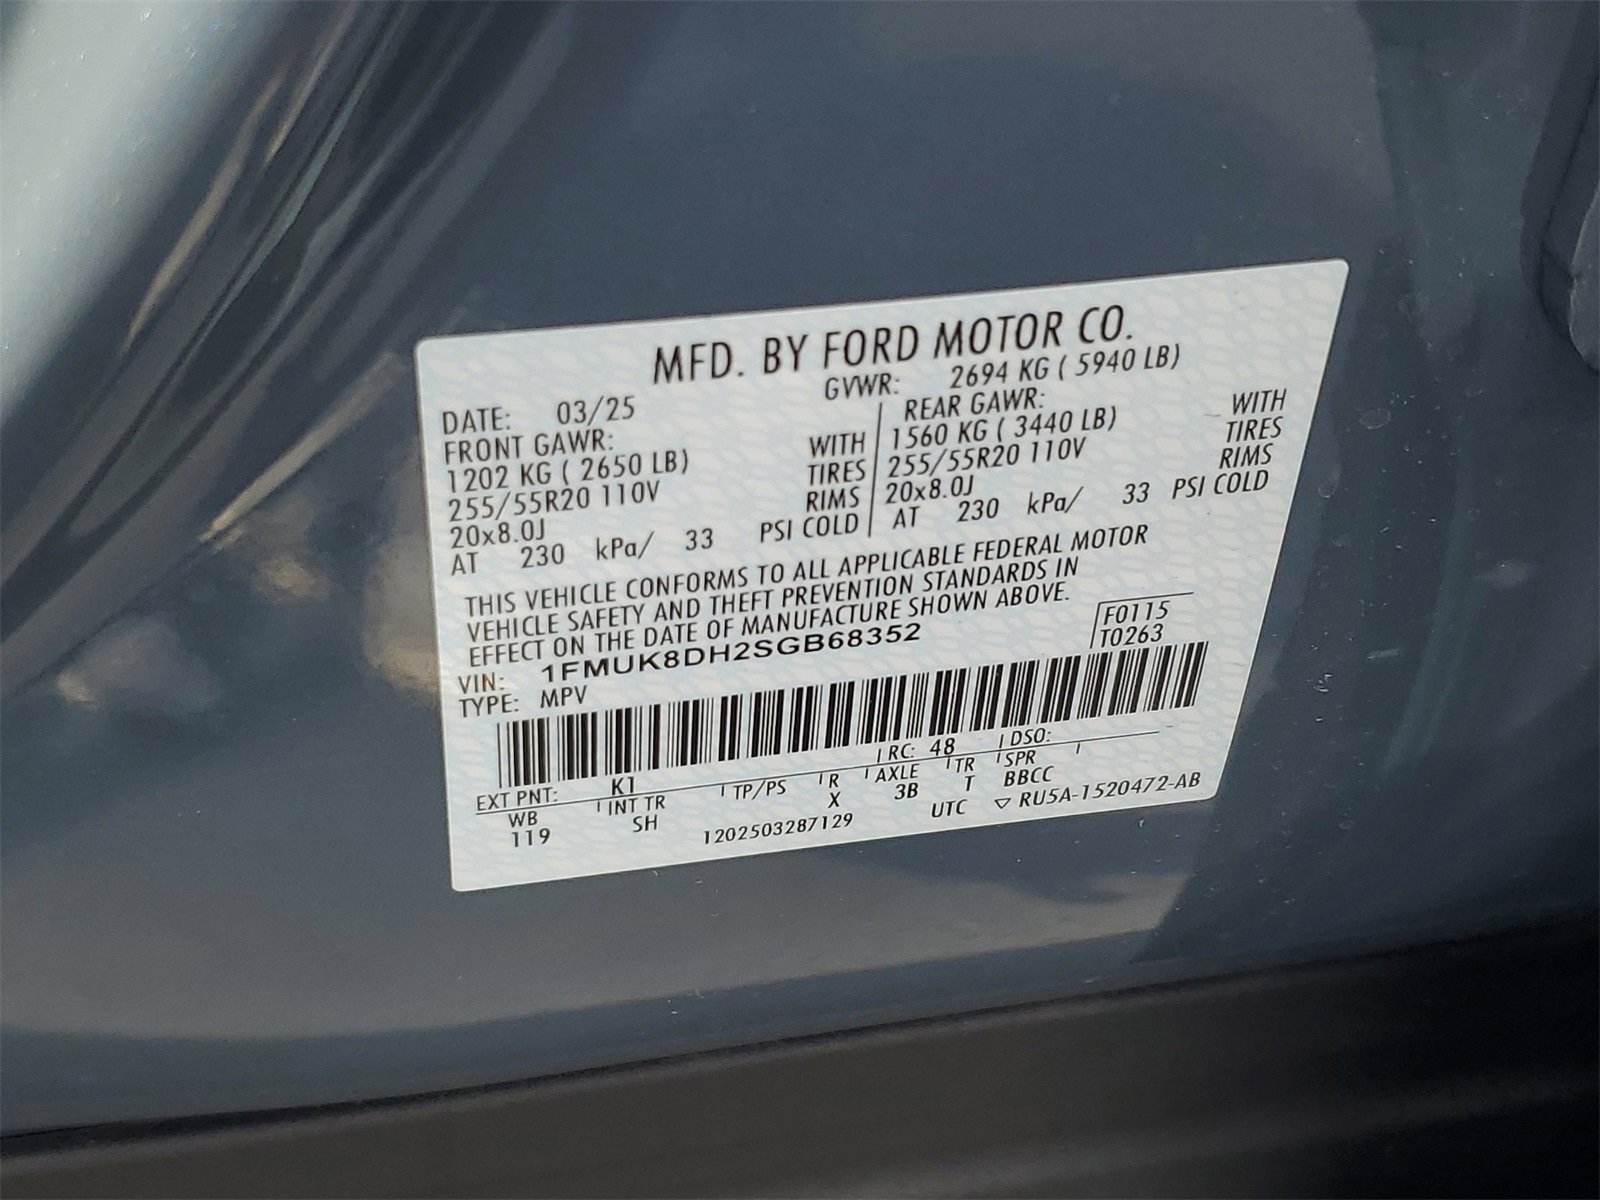 MFD. BY FORD MOTOR CO.
DATE: 03/25 GVWR: 2694 KG ( 5940 LB)
FRONT GAWR: REAR GAWR:
1202 KG ( 2650 LB) WITH 1560 KG ( 3440 LB) WITH
255/55R20 110V TIRES 255/55R20 110V TIRES
20x8.0J RIMS 20x8.0J RIMS
AT 230 kPa/ 33 PSI COLD AT 230 kPa/ 33 PSI COLD
THIS VEHICLE CONFORMS TO ALL APPLICABLE FEDERAL MOTOR
VEHICLE SAFETY AND THEFT PREVENTION STANDARDS IN
EFFECT ON THE DATE OF MANUFACTURE SHOWN ABOVE.
VIN: 1FMUK8DH2SGB68352 F0115
TYPE: MPV T0263
EXT PNT: K1 RC: 48 DSO:
WB INT TR TP/PS R AXLE TR SPR
119 SH X 3B T BBCC
1202503287129 UTC ▽ RU5A-1520472-AB